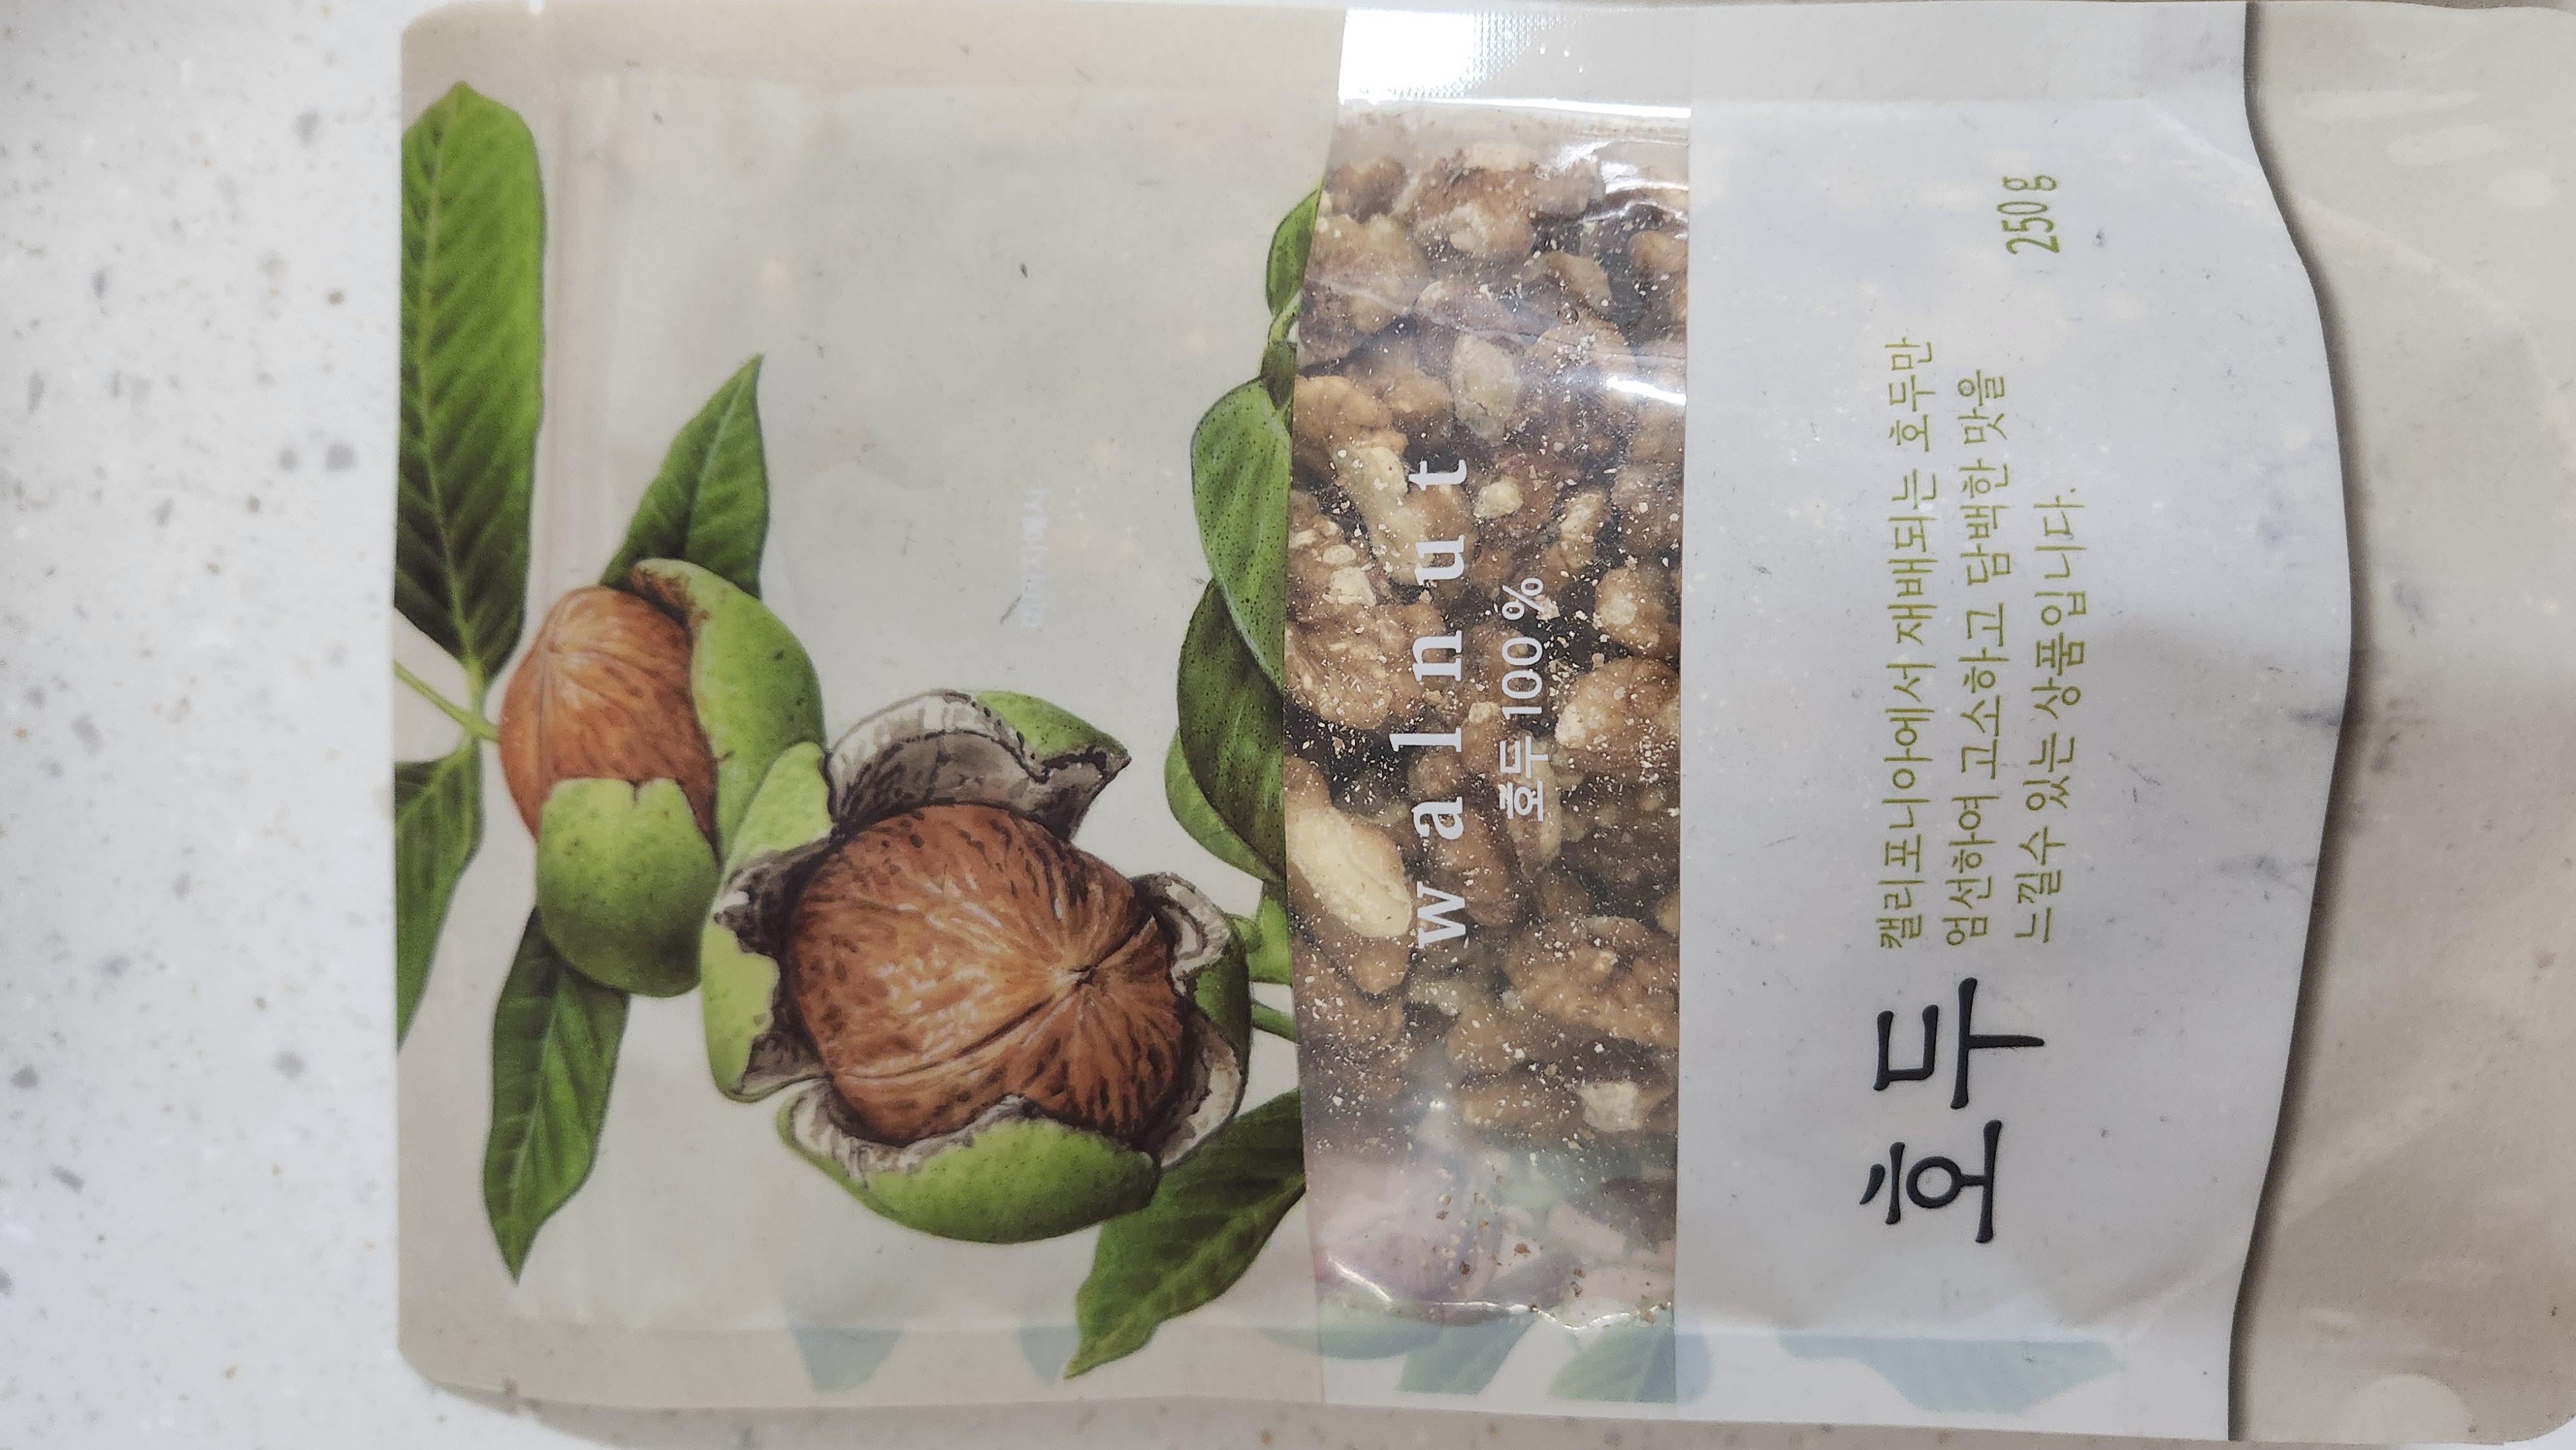 walnut
호두 100%
호두
캘리포니아에서 재배되는 호두만
엄선하여 고소하고 담백한 맛을
느낄수 있는 상품입니다.
250g